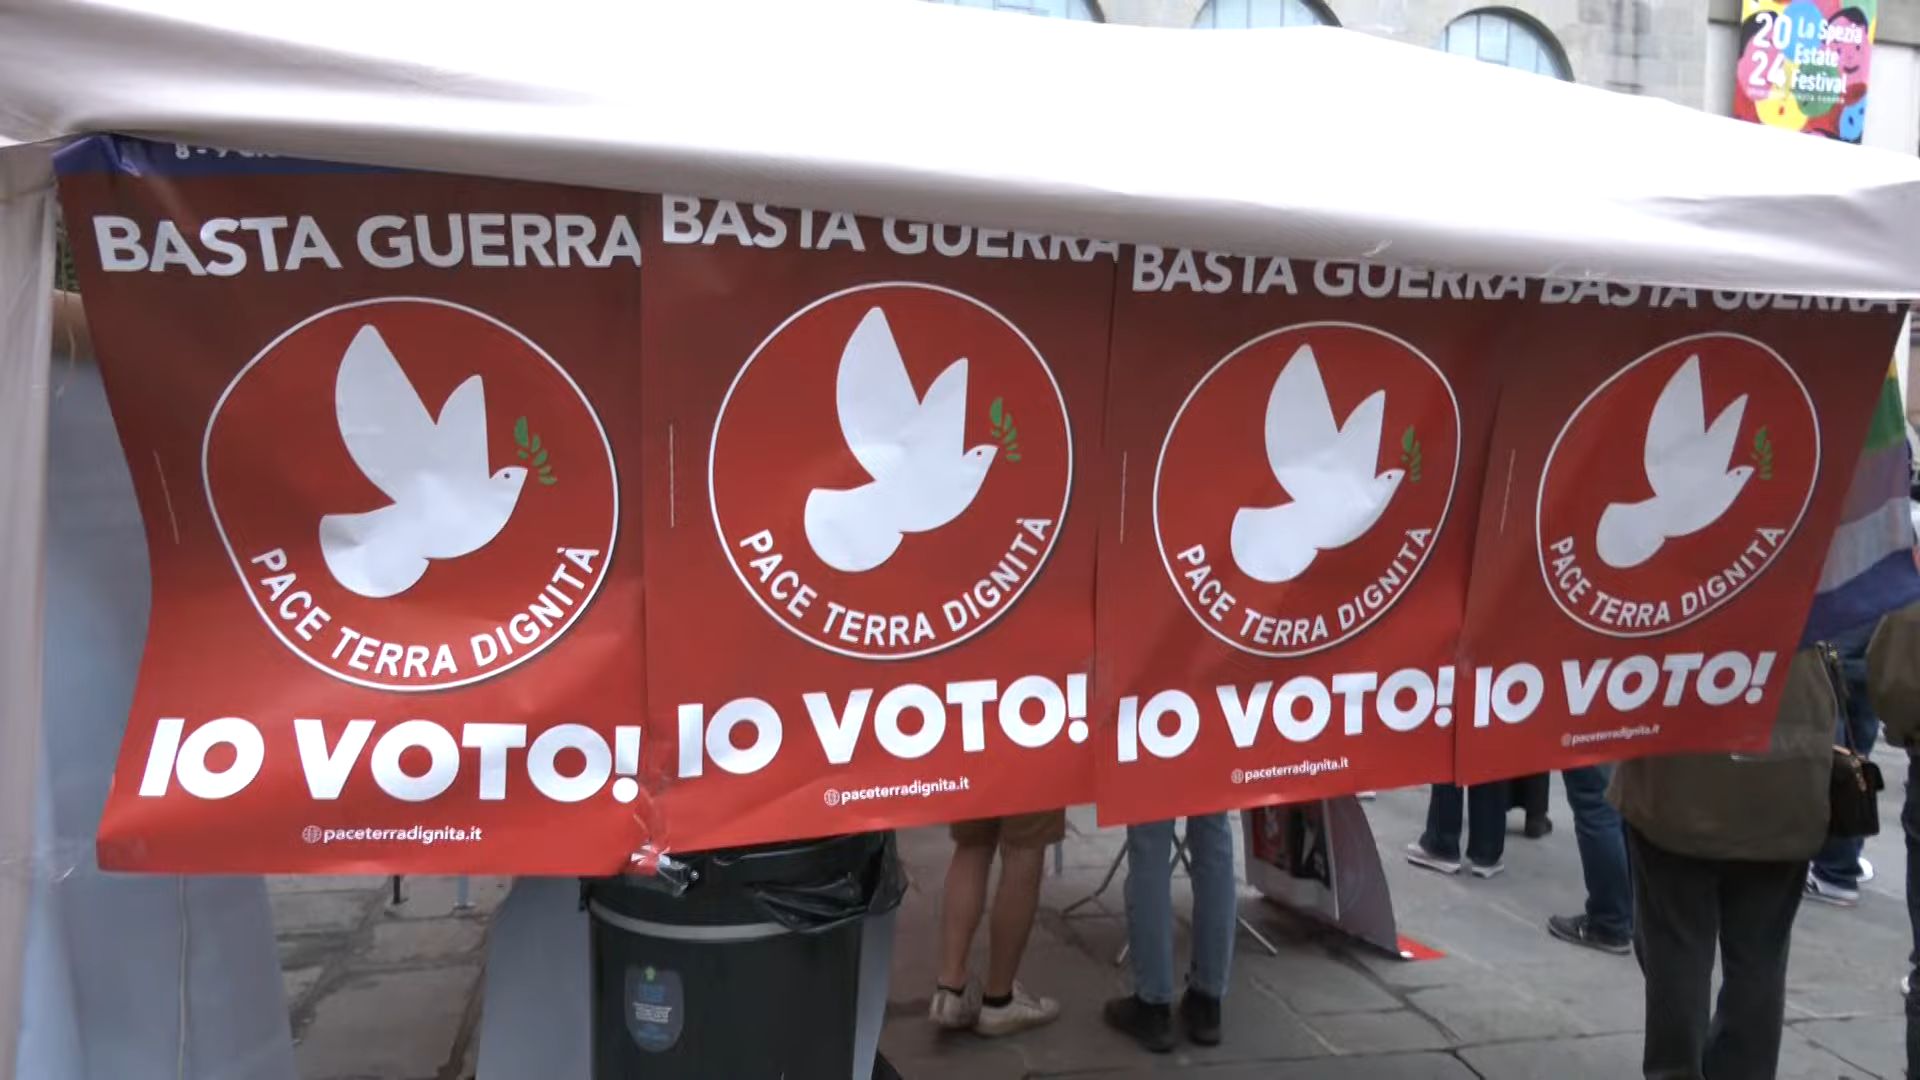 20 La Spezia
24 Estate
Festival
8 - 9
BASTA GUERRA
PACE TERRA DIGNITÀ
IO VOTO!
paceterradignita.it
BASTA GUERRA
PACE TERRA DIGNITÀ
IO VOTO!
paceterradignita.it
BASTA GUERRA
PACE TERRA DIGNITÀ
IO VOTO!
paceterradignita.it
BASTA GUERRA
PACE TERRA DIGNITÀ
IO VOTO!
paceterradignita.it